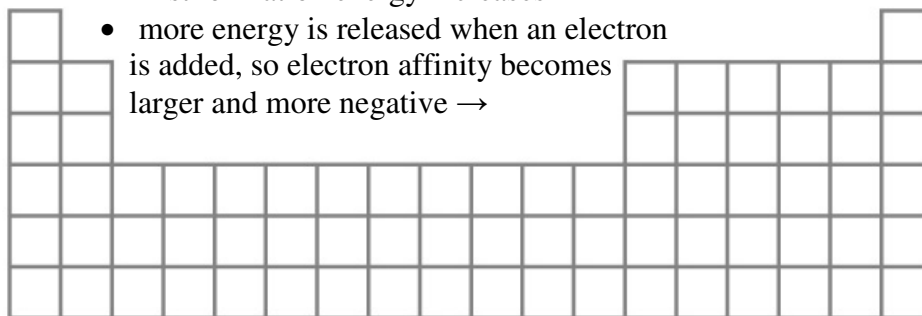 • more energy is released when an electron
is added, so electron affinity becomes
larger and more negative →